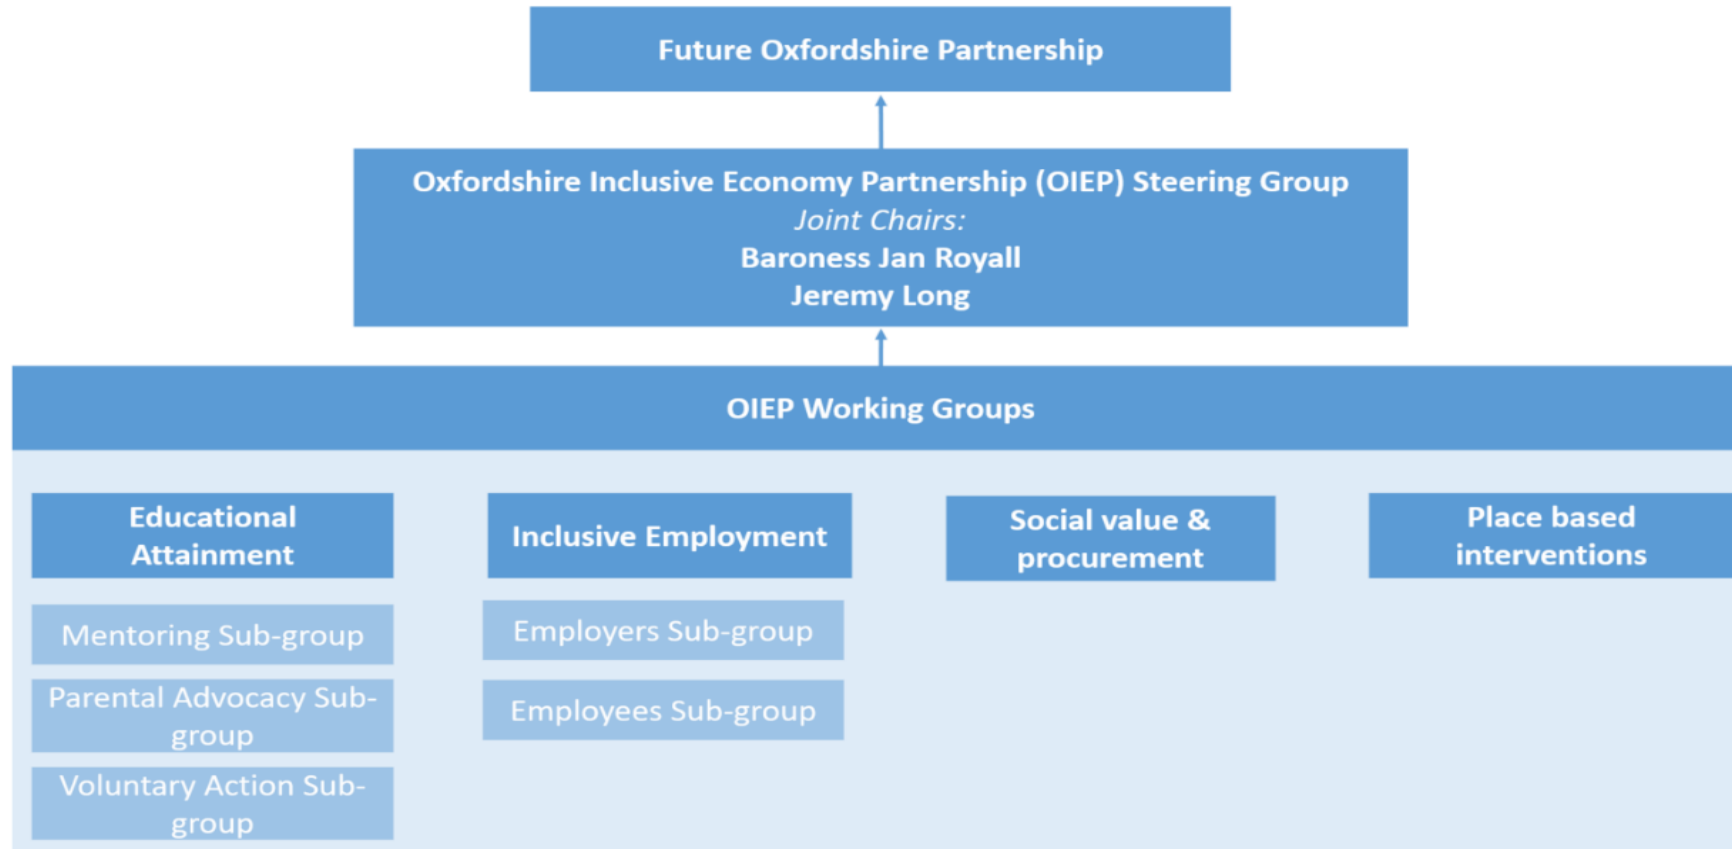 Future Oxfordshire Partnership
Oxfordshire Inclusive Economy Partnership (OIEP) Steering Group
Joint Chairs:
Baroness Jan Royall
Jeremy Long
OIEP Working Groups
Educational
Attainment
Mentoring Sub-group
Parental Advocacy Sub-
group
Voluntary Action Sub-
group
Inclusive Employment
Employers Sub-group
Employees Sub-group
Social value &
procurement
Place based
interventions